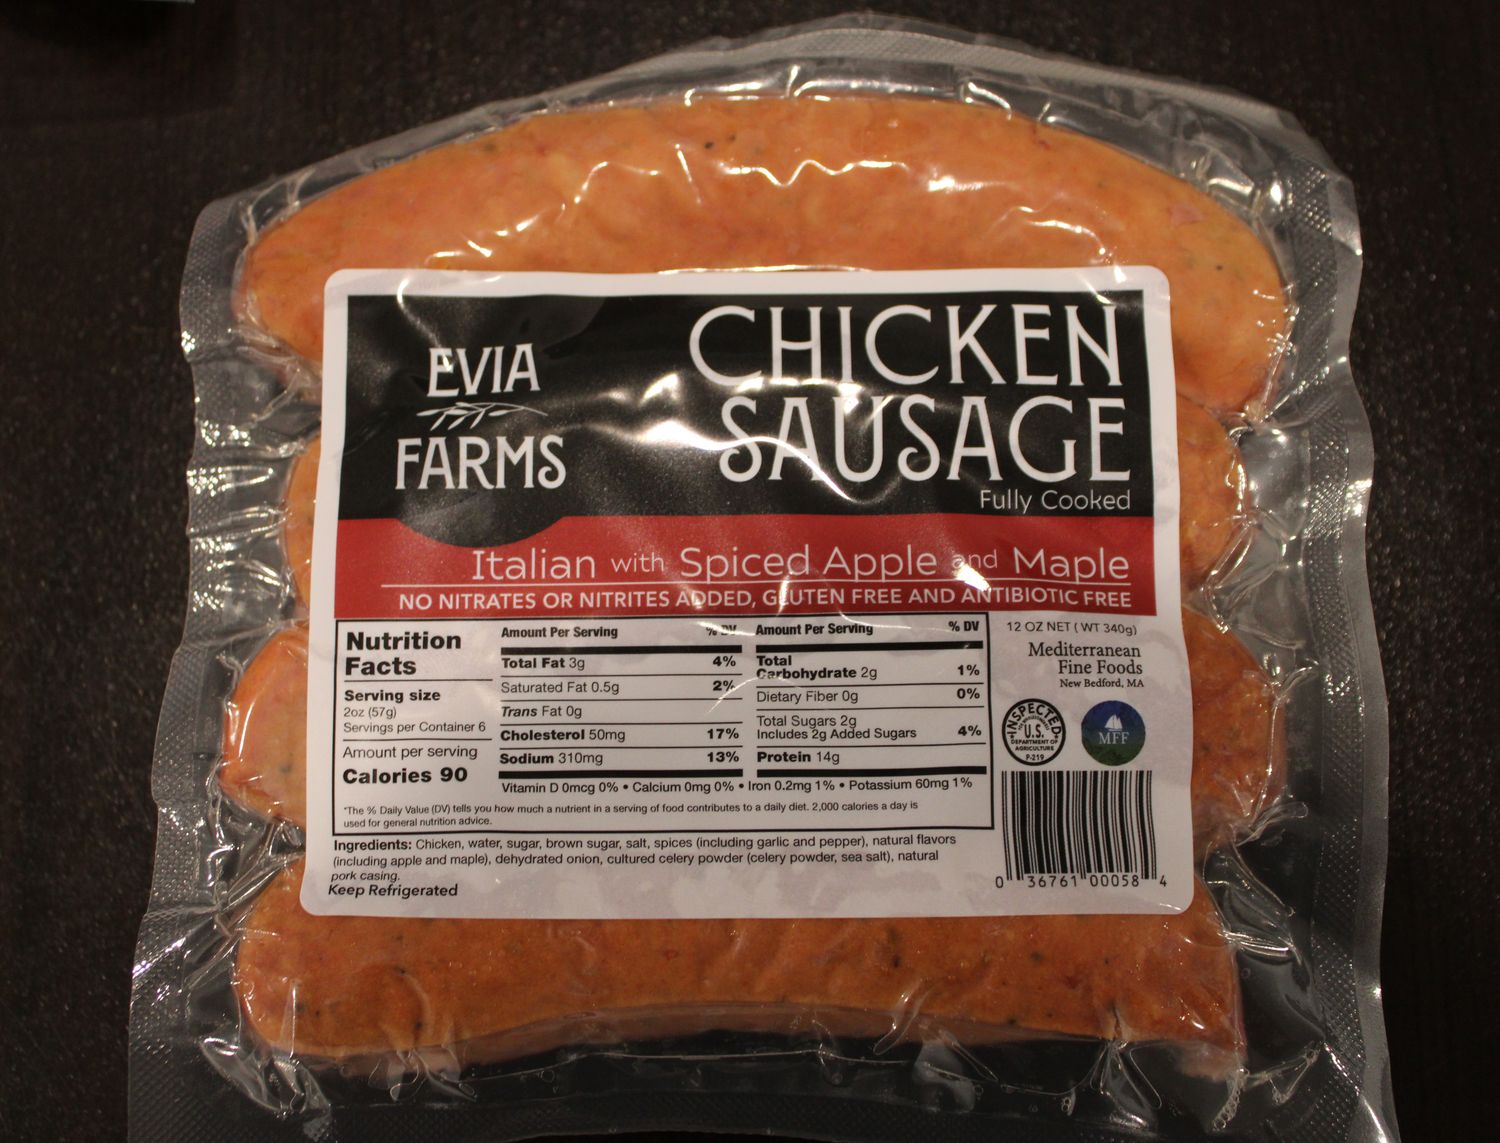 EVIA
FARMS
CHICKEN
SAUSAGE
Fully Cooked
Italian with Spiced Apple and Maple
NO NITRATES OR NITRITES ADDED, GLUTEN FREE AND ANTIBIOTIC FREE
Nutrition
Facts
Serving size
2oz (57g)
Servings per Container 6
Amount per serving
Calories 90
Amount Per Serving % DV
Total Fat 3g 4%
Saturated Fat 0.5g 2%
Trans Fat 0g
Cholesterol 50mg 17%
Sodium 310mg 13%
Amount Per Serving % DV
Total
Carbohydrate 2g 1%
Dietary Fiber 0g 0%
Total Sugars 2g
Includes 2g Added Sugars 4%
Protein 14g
Vitamin D 0mcg 0% • Calcium 0mg 0% • Iron 0.2mg 1% • Potassium 60mg 1%
*The % Daily Value (DV) tells you how much a nutrient in a serving of food contributes to a daily diet. 2,000 calories a day is
used for general nutrition advice.
Ingredients: Chicken, water, sugar, brown sugar, salt, spices (including garlic and pepper), natural flavors
(including apple and maple), dehydrated onion, cultured celery powder (celery powder, sea salt), natural
pork casing.
Keep Refrigerated
12 OZ NET ( WT 340g)
Mediterranean
Fine Foods
New Bedford, MA
INSPECTED
U.S.
DEPARTMENT OF
AGRICULTURE
P-219
MFF
0 36761 00058 4